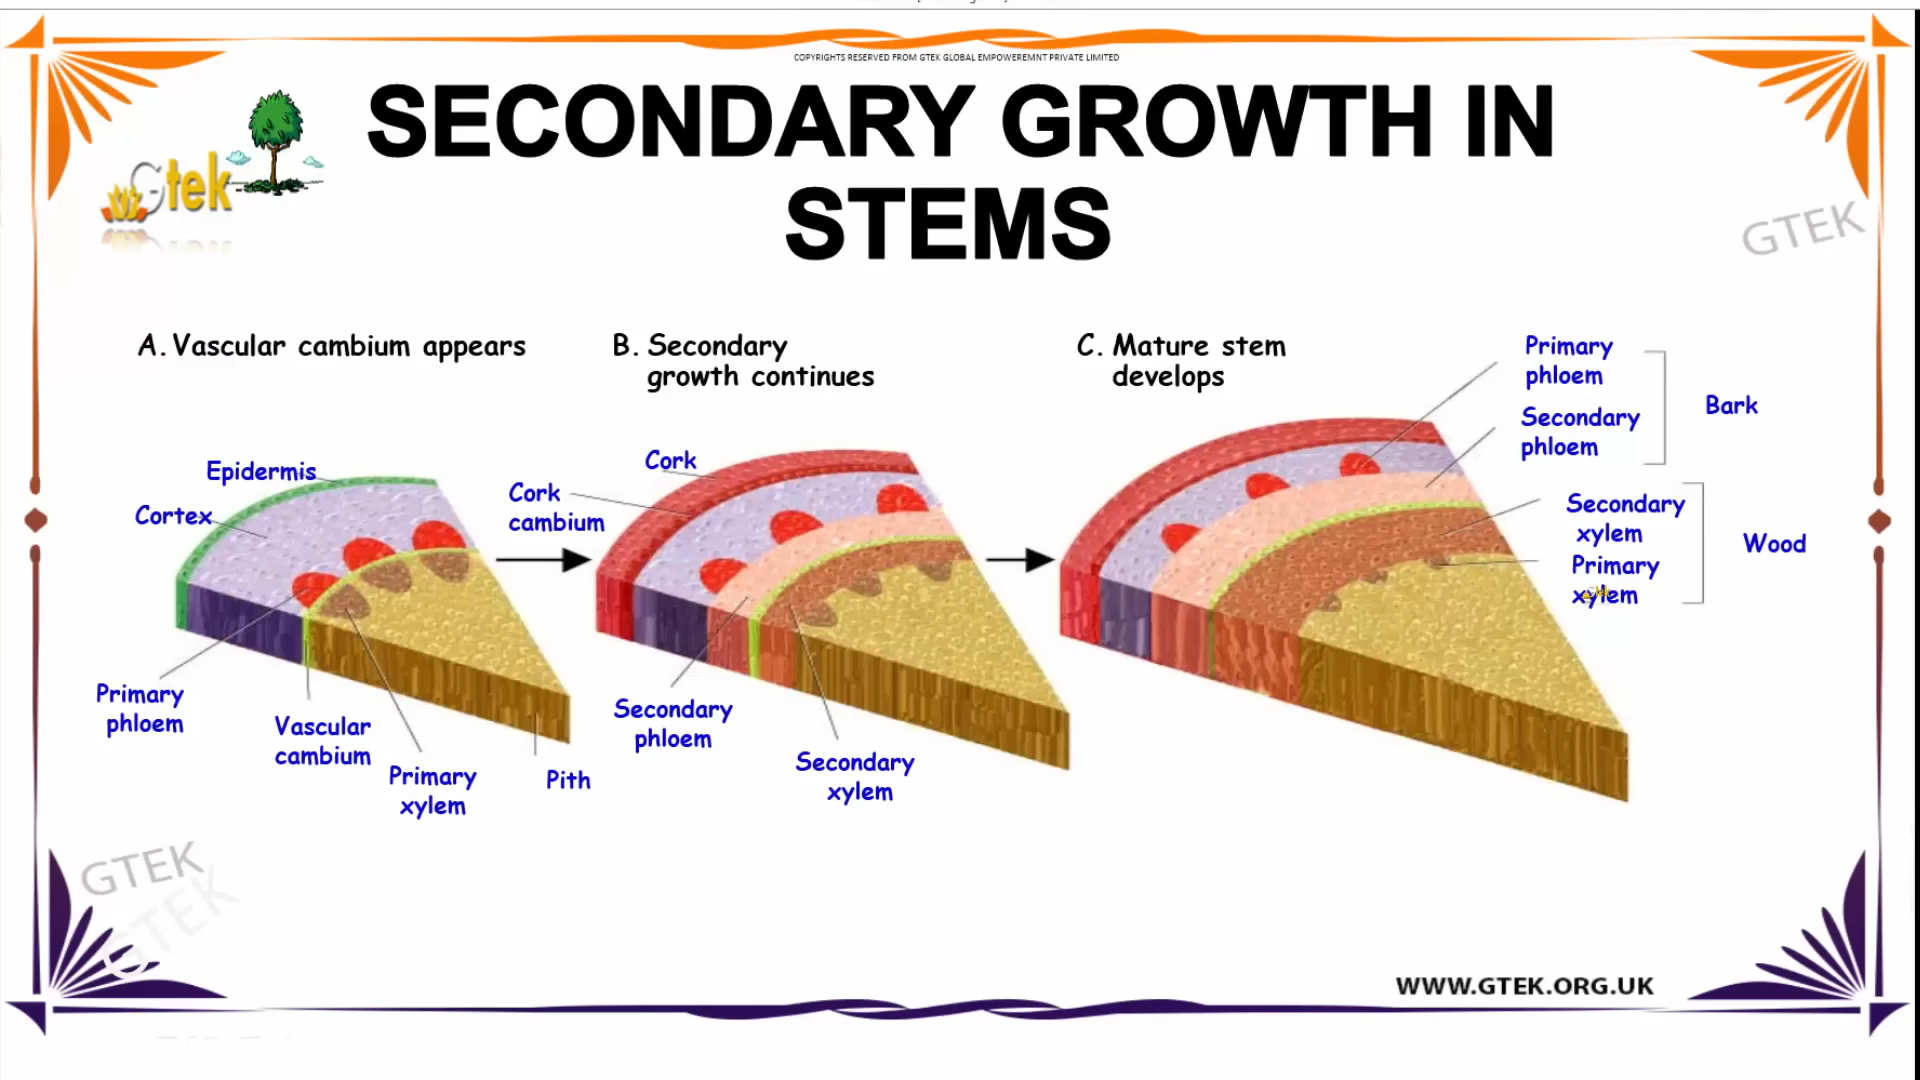 COPYRIGHTS RESERVED FROM GTEK GLOBAL EMPOWEREMNT PRIVATE LIMITED
SECONDARY GROWTH IN
STEMS
Gtek
GTEK
A. Vascular cambium appears
B. Secondary
growth continues
C. Mature stem
develops
Epidermis
Cortex
Primary
phloem
Vascular
cambium
Primary
xylem
Pith
Cork
Cork
cambium
Secondary
phloem
Secondary
xylem
Primary
phloem
Secondary
phloem
Bark
Secondary
xylem
Primary
xylem
Wood
GTEK
GTEK
WWW.GTEK.ORG.UK